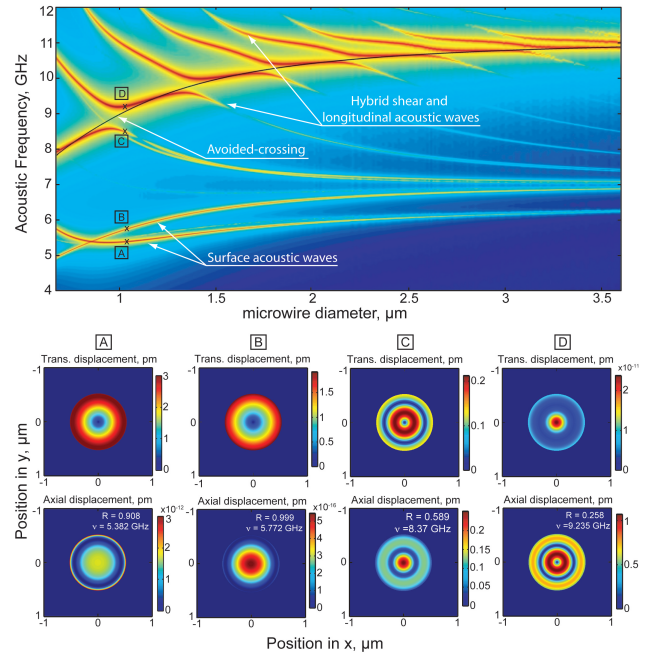 12
11
10
9
8
7
6
5
4
Acoustic Frequency, GHz
D
C
B
A
Hybrid shear and
longitudinal acoustic waves
Avoided-crossing
Surface acoustic waves
1 1.5 2 2.5 3 3.5
microwire diameter, µm
A B C D
Trans. displacement, pm Trans. displacement, pm Trans. displacement, pm Trans. displacement, pm
x10⁻¹¹
-1 0 1
3 2 1 0
1.5 1 0.5 0
0.2 0.1 0
2 1 0
Position in y, µm
Axial displacement, pm Axial displacement, pm Axial displacement, pm Axial displacement, pm
x10⁻¹² x10⁻¹⁶
R = 0.908 R = 0.999 R = 0.589 R = 0.258
ν = 5.382 GHz ν = 5.772 GHz ν =8.37 GHz ν =9.235 GHz
-1 0 1
3 2 1 0
5 4 3 2 1 0
0.2 0.15 0.1 0.05 0
1 0.5 0
-1 0 1 -1 0 1 -1 0 1 -1 0 1
Position in x, µm